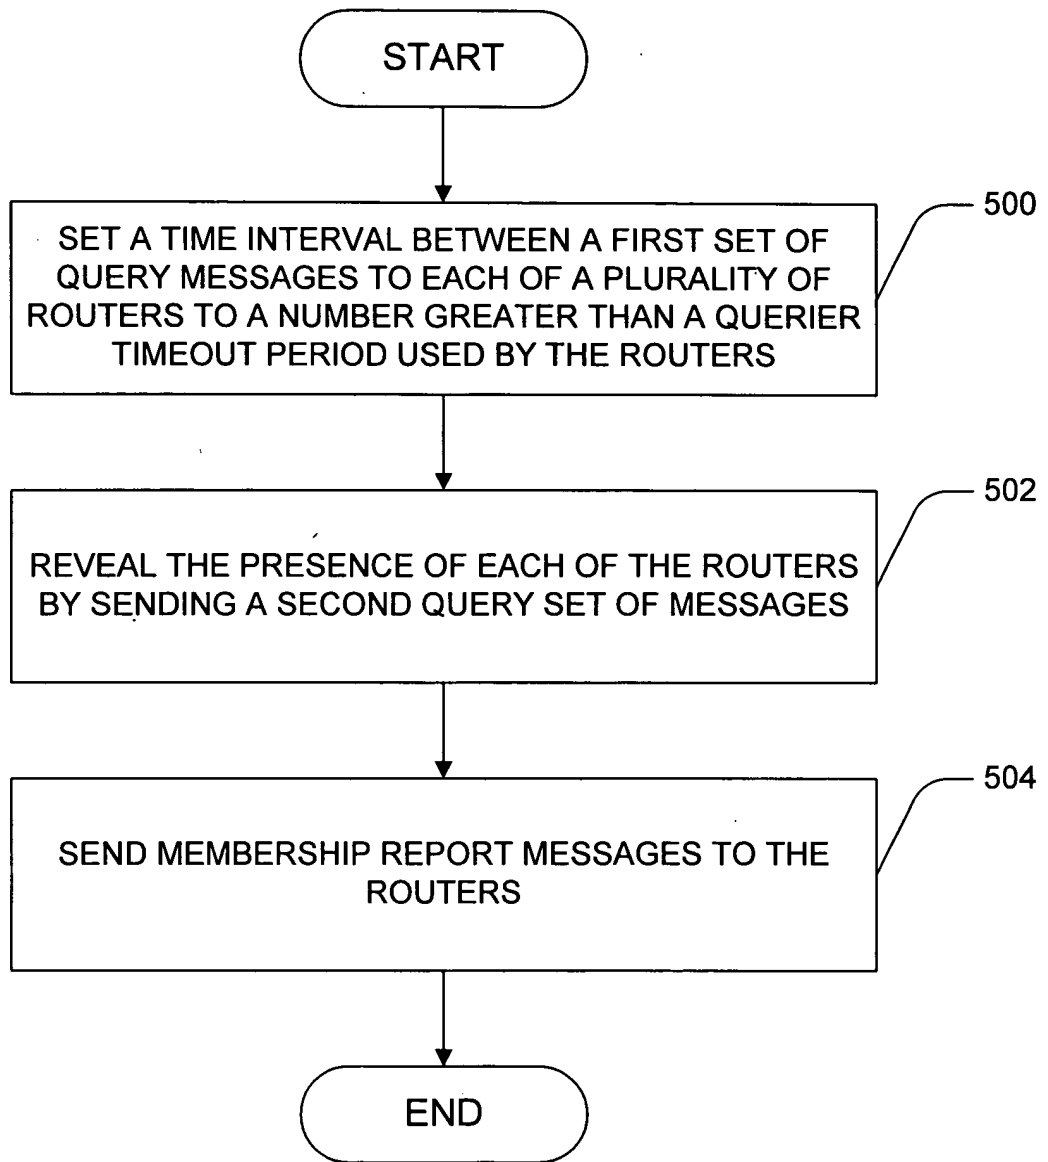 START
SET A TIME INTERVAL BETWEEN A FIRST SET OF
QUERY MESSAGES TO EACH OF A PLURALITY OF
ROUTERS TO A NUMBER GREATER THAN A QUERIER
TIMEOUT PERIOD USED BY THE ROUTERS
500
REVEAL THE PRESENCE OF EACH OF THE ROUTERS
BY SENDING A SECOND QUERY SET OF MESSAGES
502
SEND MEMBERSHIP REPORT MESSAGES TO THE
ROUTERS
504
END